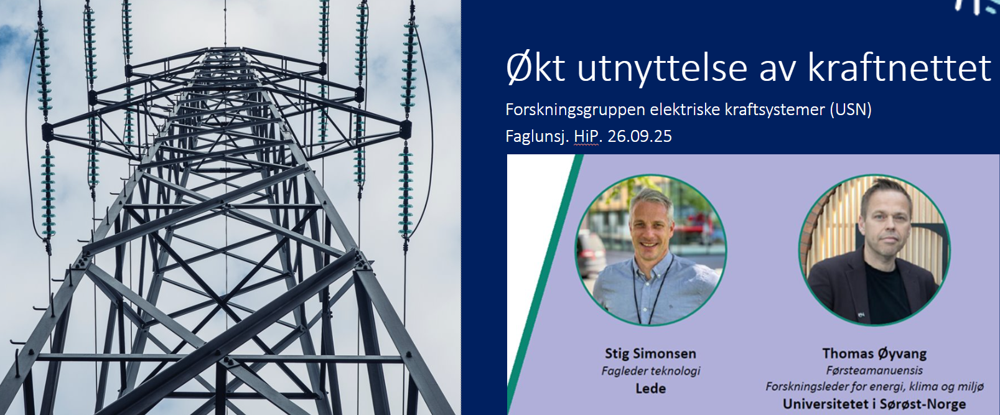 Økt utnyttelse av kraftnettet
Forskningsgruppen elektriske kraftsystemer (USN)
Faglunsj. HiP. 26.09.25
Stig Simonsen
Fagleder teknologi
Lede
Thomas Øyvang
Førsteamanuensis
Forskningsleder for energi, klima og miljø
Universitetet i Sørøst-Norge